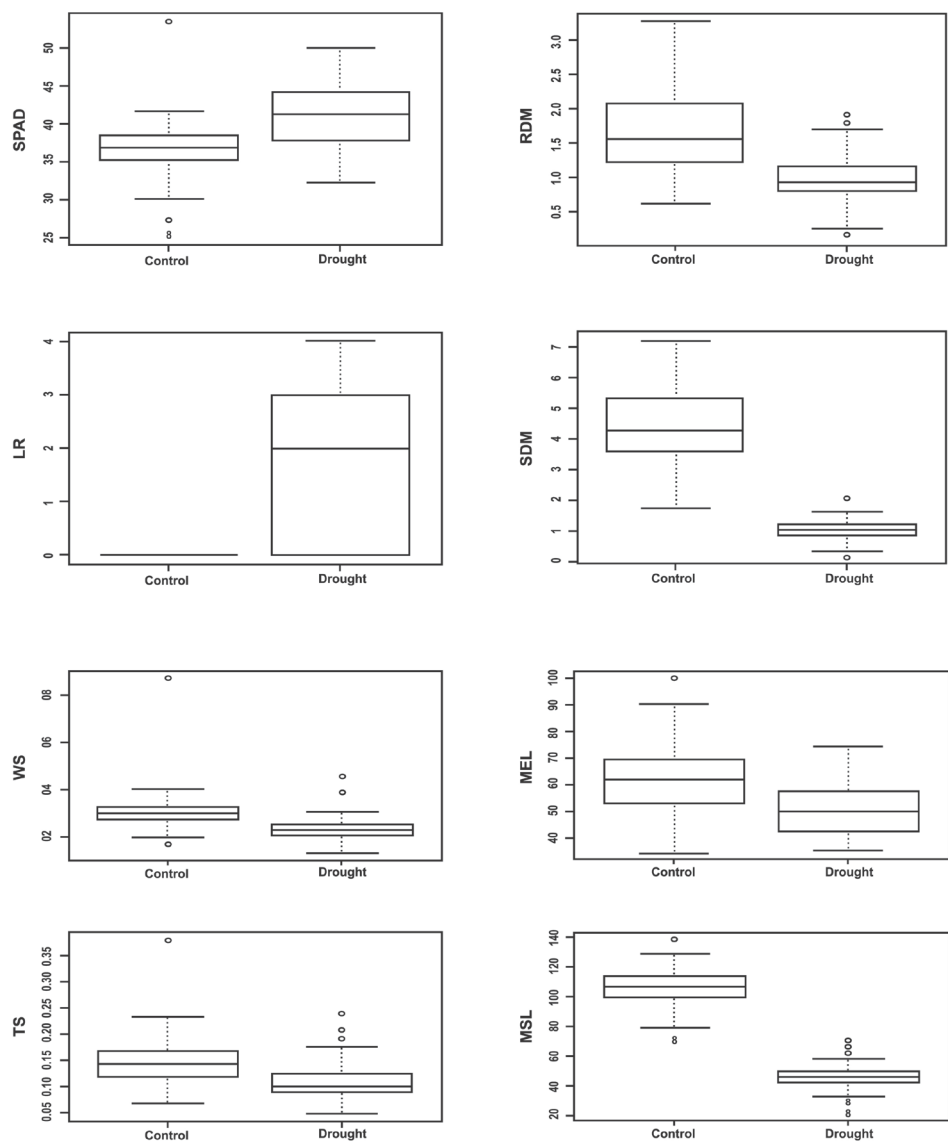 SPAD
50
45
40
35
30
25
Control
Drought
RDM
3.0
2.5
2.0
1.5
1.0
0.5
Control
Drought
LR
4
3
2
1
0
Control
Drought
SDM
7
6
5
4
3
2
1
0
Control
Drought
WS
08
06
04
02
Control
Drought
MEL
100
90
80
70
60
50
40
Control
Drought
TS
0.35
0.30
0.25
0.20
0.15
0.10
0.05
Control
Drought
MSL
140
120
100
80
60
40
20
Control
Drought